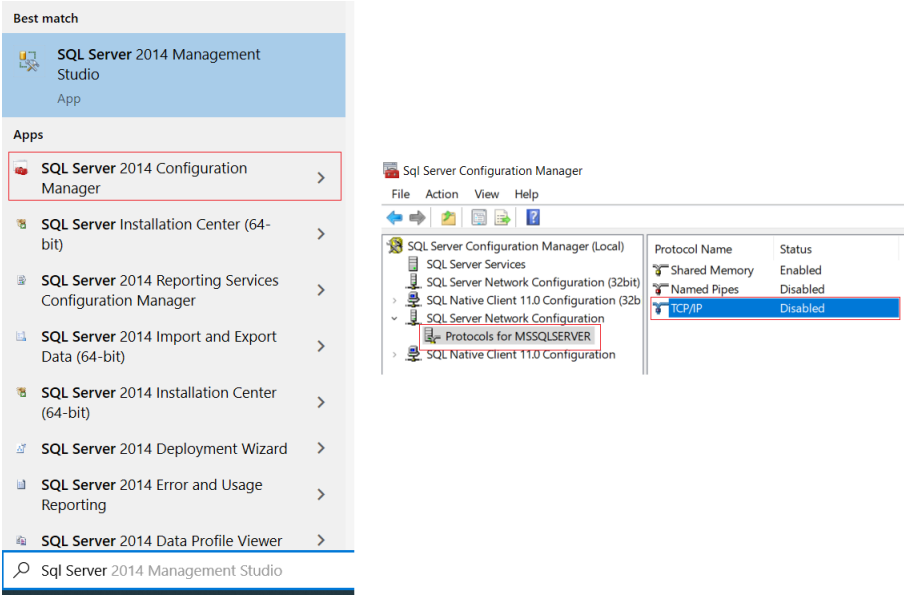 Best match
SQL Server 2014 Management
Studio
App
Apps
SQL Server 2014 Configuration
Manager
SQL Server Installation Center (64-
bit)
SQL Server 2014 Reporting Services
Configuration Manager
SQL Server 2014 Import and Export
Data (64-bit)
SQL Server 2014 Installation Center
(64-bit)
SQL Server 2014 Deployment Wizard
SQL Server 2014 Error and Usage
Reporting
SQL Server 2014 Data Profile Viewer
Sql Server 2014 Management Studio
Sql Server Configuration Manager
File Action View Help
SQL Server Configuration Manager (Local)
SQL Server Services
SQL Server Network Configuration (32bit)
SQL Native Client 11.0 Configuration (32b
SQL Server Network Configuration
Protocols for MSSQLSERVER
SQL Native Client 11.0 Configuration
Protocol Name Status
Shared Memory Enabled
Named Pipes Disabled
TCP/IP Disabled